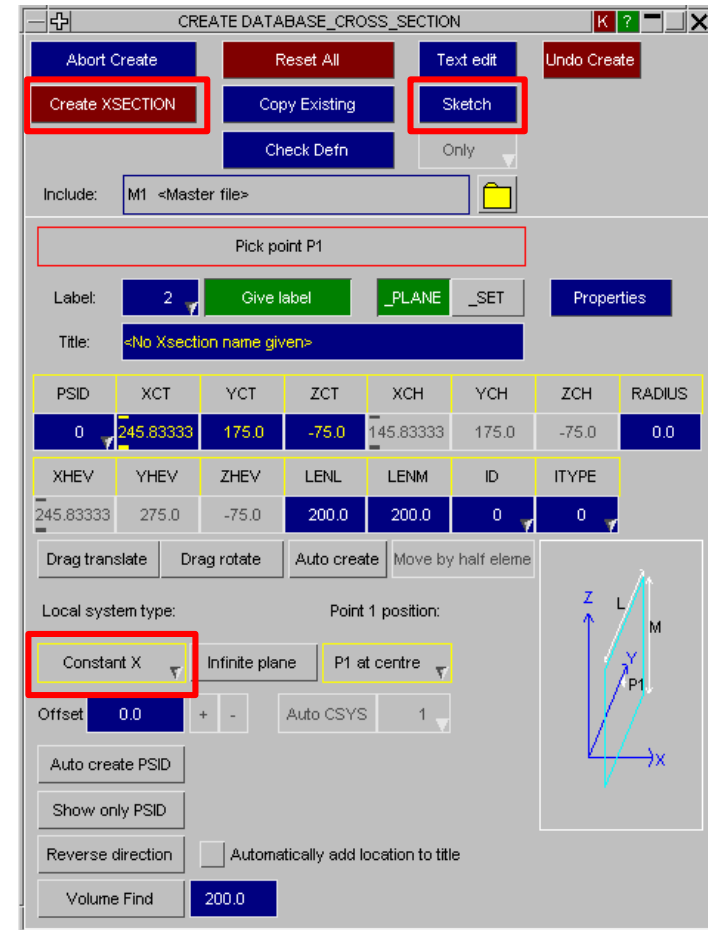 CREATE DATABASE_CROSS_SECTION K ?
Abort Create Reset All Text edit Undo Create
Create XSECTION Copy Existing Sketch
Check Defn Only
Include: M1 <Master file>
Pick point P1
Label: 2 Give label _PLANE _SET Properties
Title: <No Xsection name given>
PSID XCT YCT ZCT XCH YCH ZCH RADIUS
0 245.83333 175.0 -75.0 145.83333 175.0 -75.0 0.0
XHEV YHEV ZHEV LENL LENM ID ITYPE
245.83333 275.0 -75.0 200.0 200.0 0 0
Drag translate Drag rotate Auto create Move by half eleme
Local system type: Point 1 position:
Constant X Infinite plane P1 at centre
Offset 0.0 + - Auto CSYS 1
Auto create PSID
Show only PSID
Reverse direction Automatically add location to title
Volume Find 200.0
Z L
M
Y
P1
X